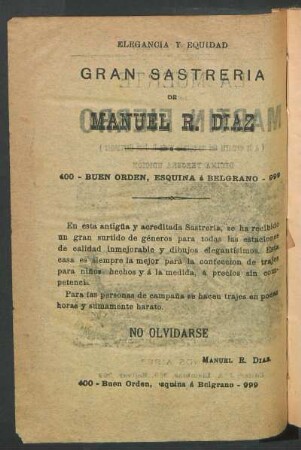 ELEGANCIA Y EQUIDAD
GRAN SASTRERIA
DE
MANUEL R. DIAZ
400 - BUEN ORDEN, ESQUINA á BELGRANO - 999
En esta antigüa y acreditada Sastreria, se ha recibido
un gran surtido de géneros para todas las estaciones
de calidad inmejorable y dibujos elegantísimos. Esta
casa es siempre la mejor para la confeccion de trajes
para niños hechos y á la medida, á precios sin com-
petencia.
Para las personas de campaña se hacen trajes en pocas
horas y sumamente barato.
NO OLVIDARSE
MANUEL R. DIAZ
400 - Buen Orden, esquina á Belgrano - 999